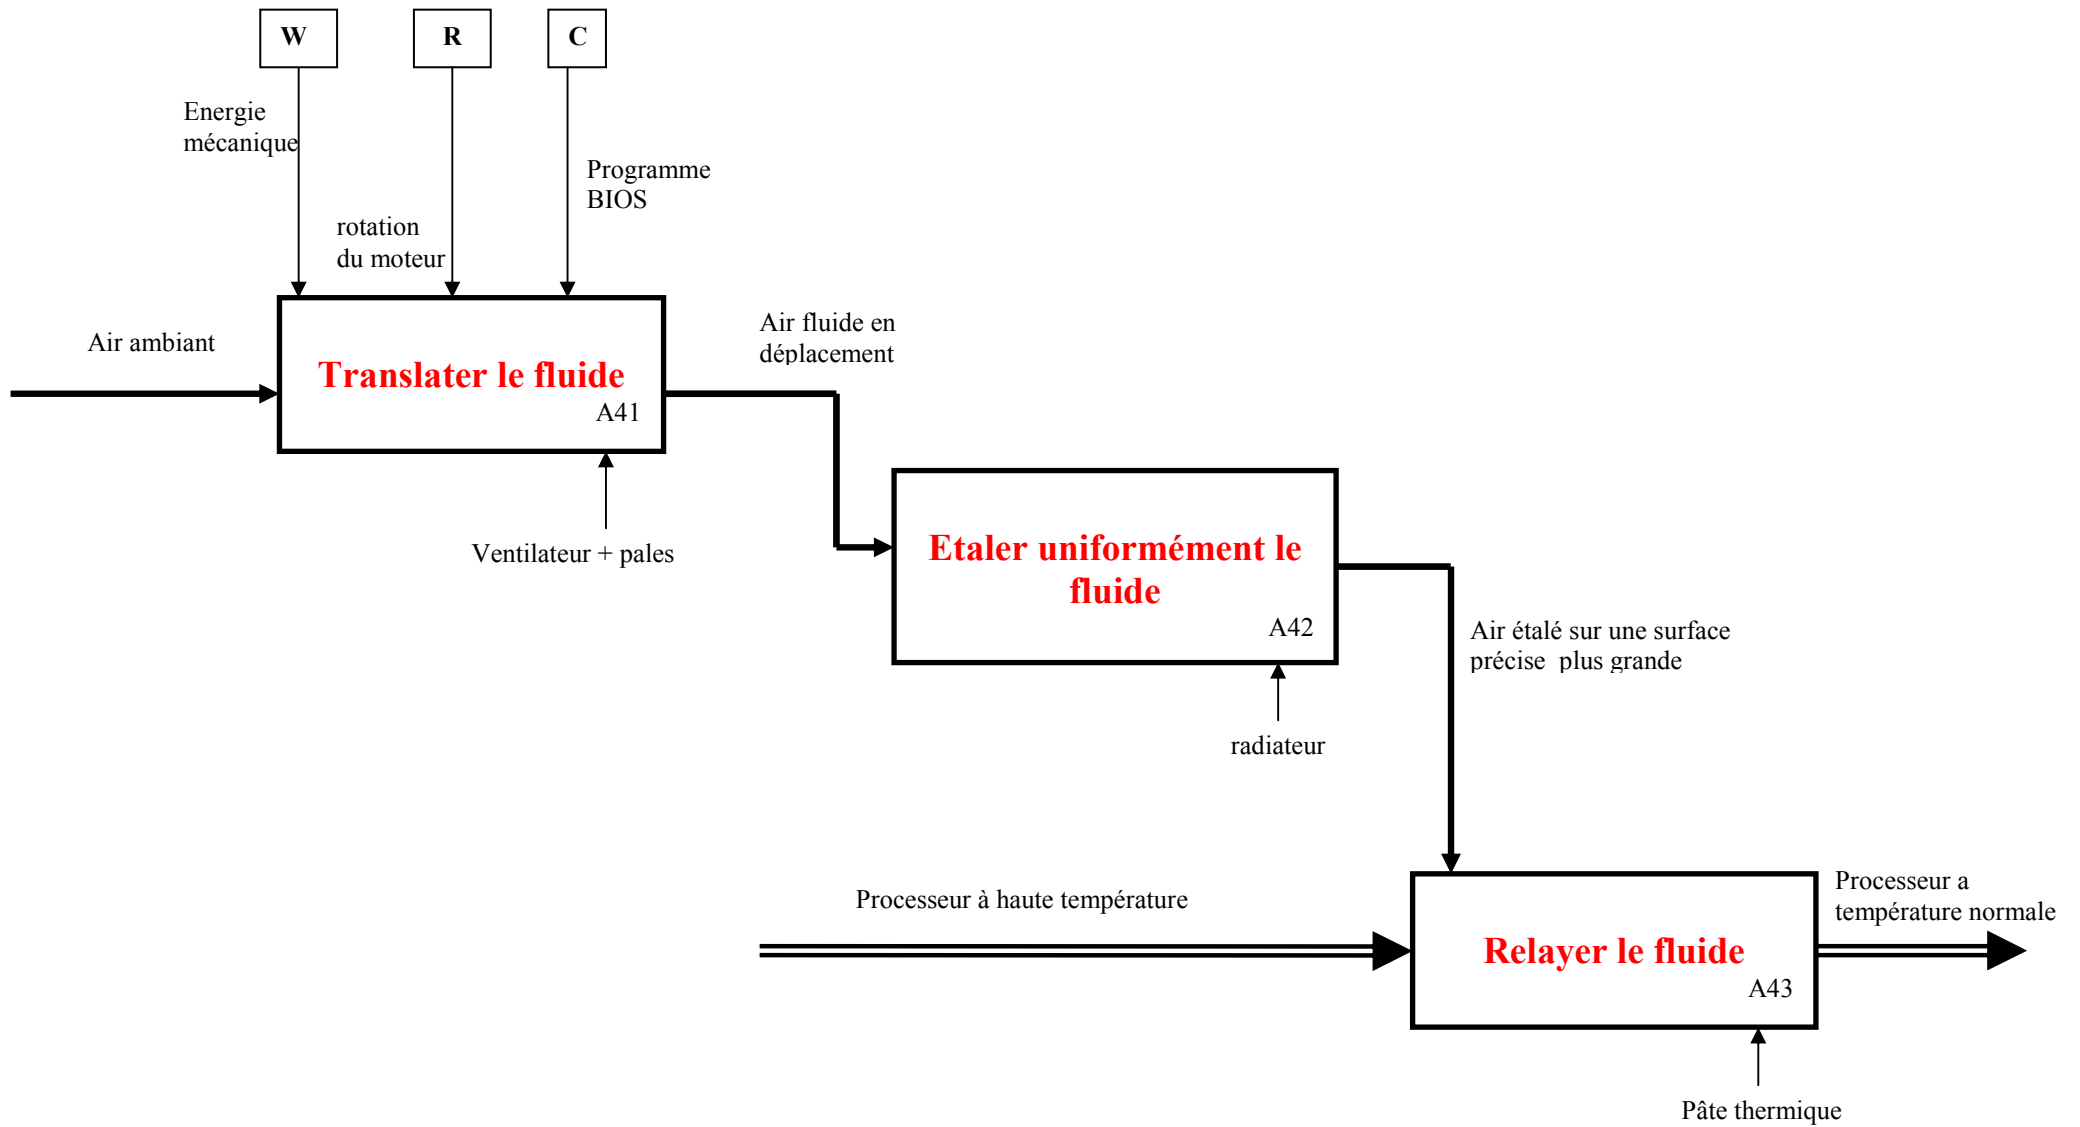 W
R
C
Energie
mécanique
Programme
BIOS
rotation
du moteur
Air ambiant
Translater le fluide
A41
Air fluide en
déplacement
Ventilateur + pales
Etaler uniformément le
fluide
A42
Air étalé sur une surface
précise  plus grande
radiateur
Processeur à haute température
Relayer le fluide
A43
Processeur a
température normale
Pâte thermique